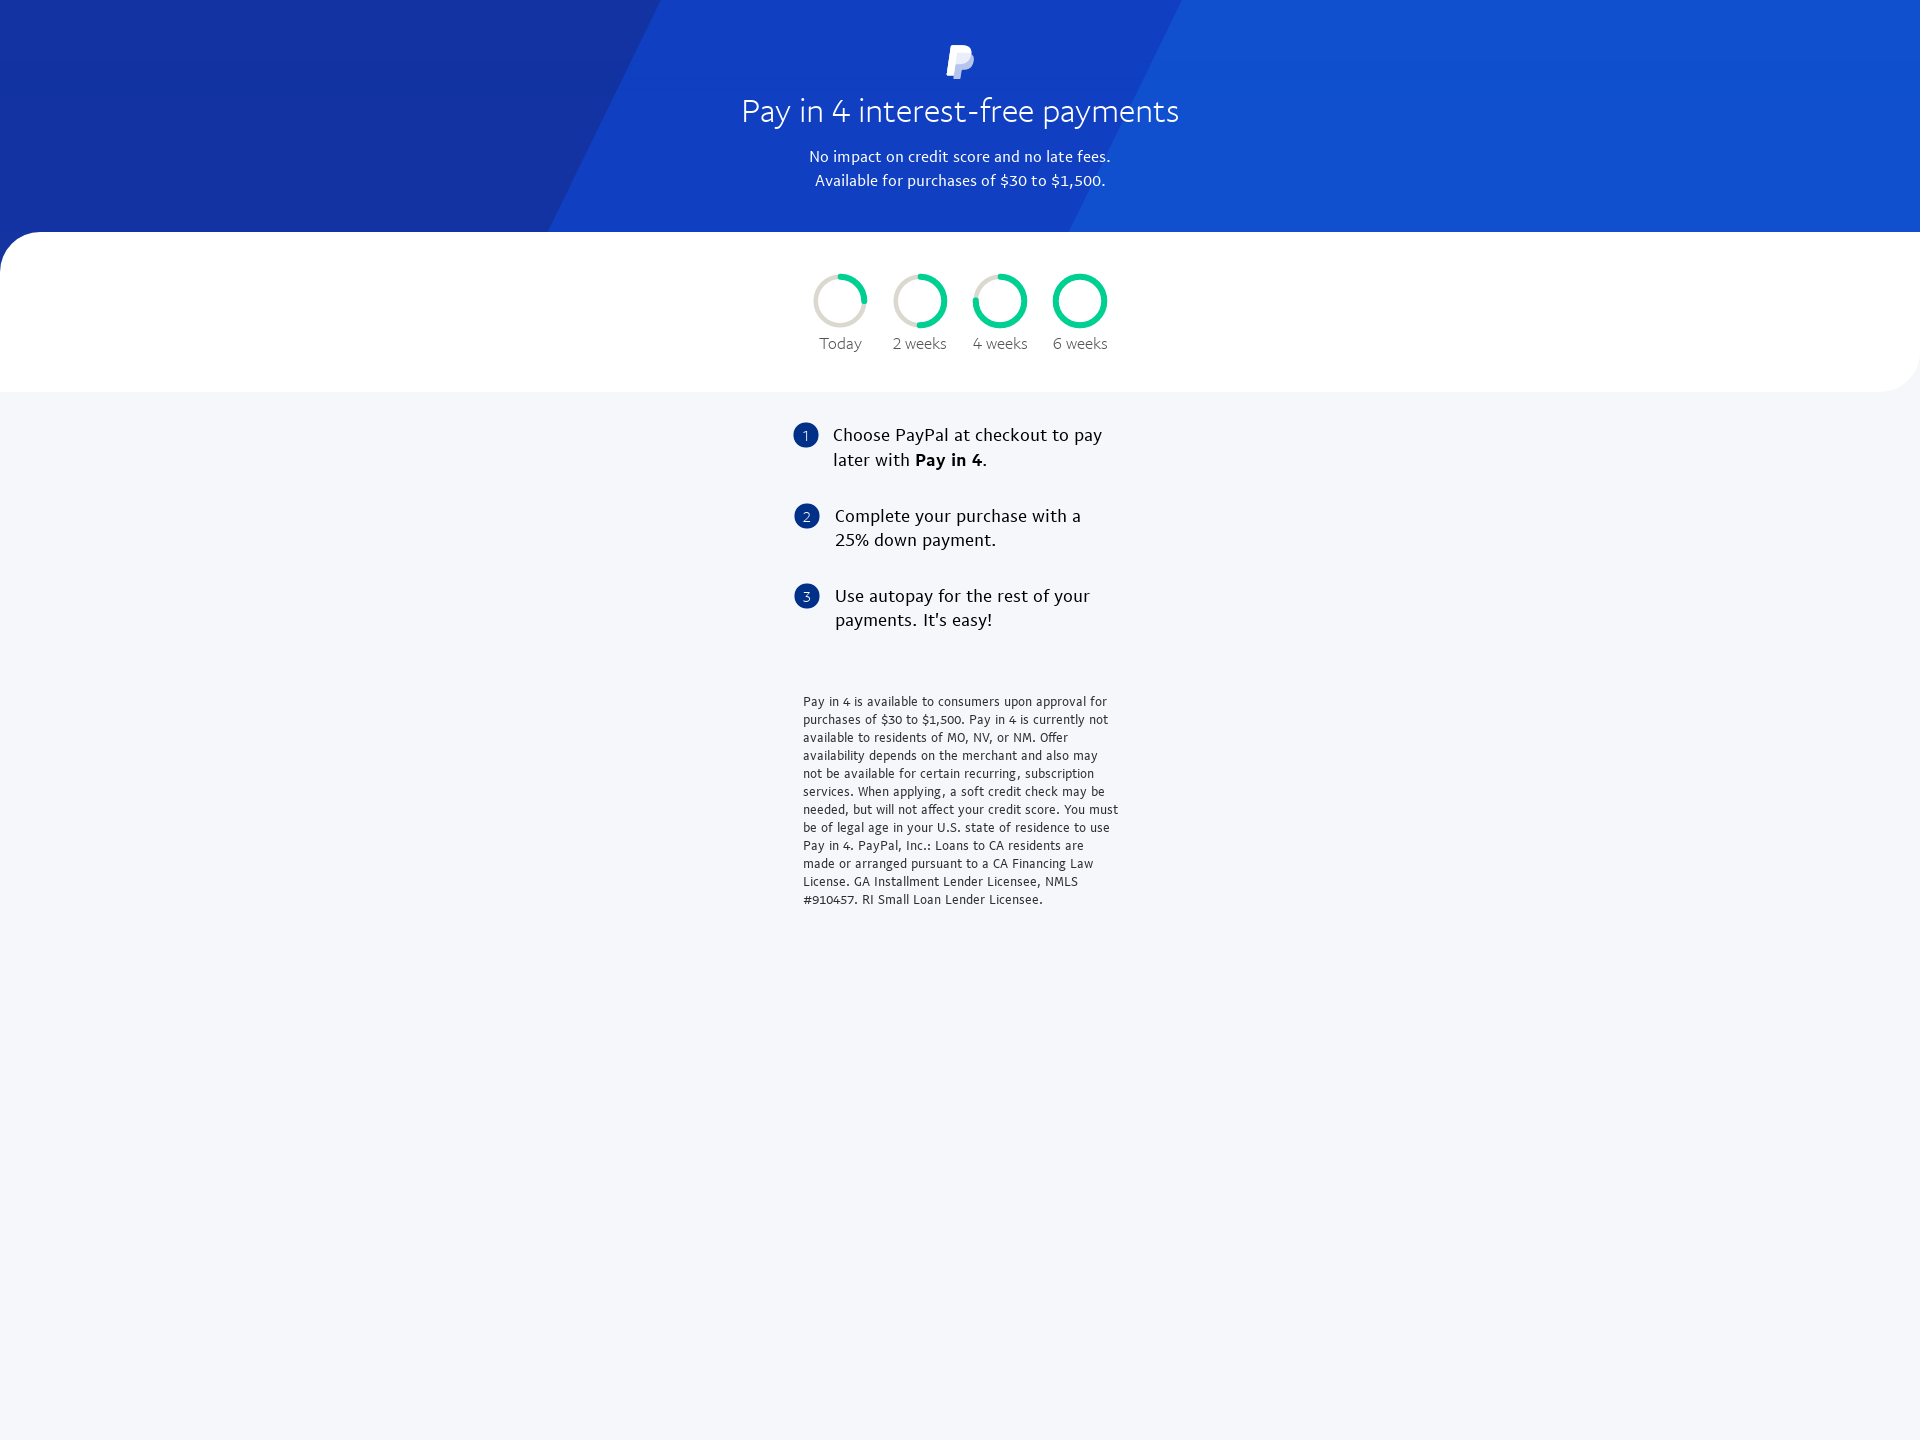 Pay in 4 interest-free payments
No impact on credit score and no late fees.
Available for purchases of $30 to $1,500.
Today
2 weeks
4 weeks
6 weeks
1 Choose PayPal at checkout to pay
later with Pay in 4.
2 Complete your purchase with a
25% down payment.
3 Use autopay for the rest of your
payments. It's easy!
Pay in 4 is available to consumers upon approval for
purchases of $30 to $1,500. Pay in 4 is currently not
available to residents of MO, NV, or NM. Offer
availability depends on the merchant and also may
not be available for certain recurring, subscription
services. When applying, a soft credit check may be
needed, but will not affect your credit score. You must
be of legal age in your U.S. state of residence to use
Pay in 4. PayPal, Inc.: Loans to CA residents are
made or arranged pursuant to a CA Financing Law
License. GA Installment Lender Licensee, NMLS
#910457. RI Small Loan Lender Licensee.